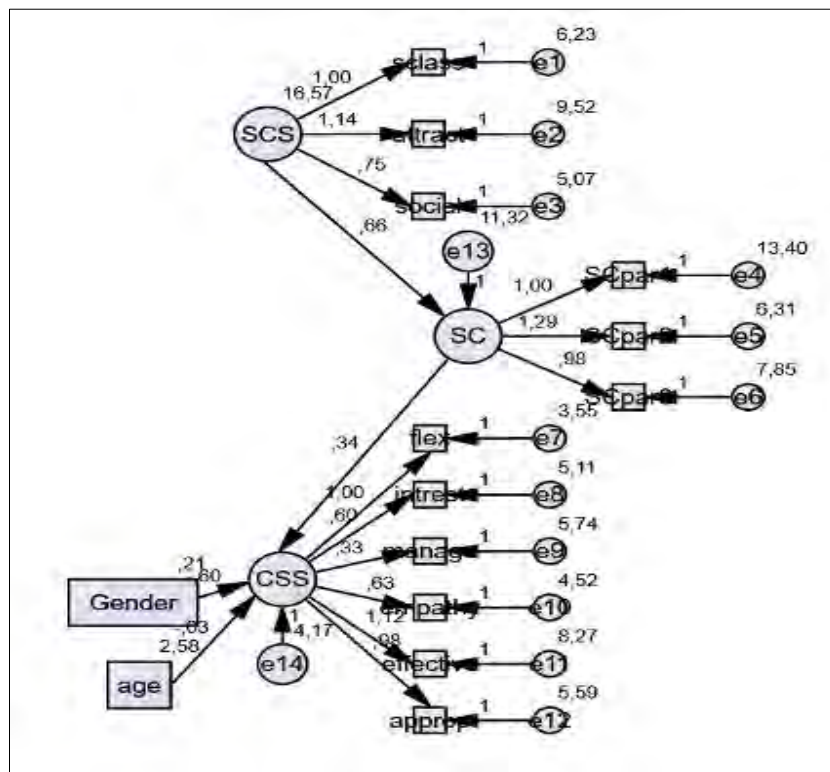 6,23
1
e1
1,00
16,57
9,52
SCS
1,14
1
e2
,75
5,07
social
1
e3
11,32
,66
e13
13,40
1
1,00
1
e4
6,31
SC
1,29
1
e5
,98
7,85
1
e6
3,55
flex
1
e7
,34
5,11
1,00
1
e8
,60
5,74
,33
1
e9
,21
CSS
4,52
Gender
,63
1
e10
1,12
8,27
2,58
1
4,17
,98
effect
1
e11
age
e14
5,59
approp
1
e12